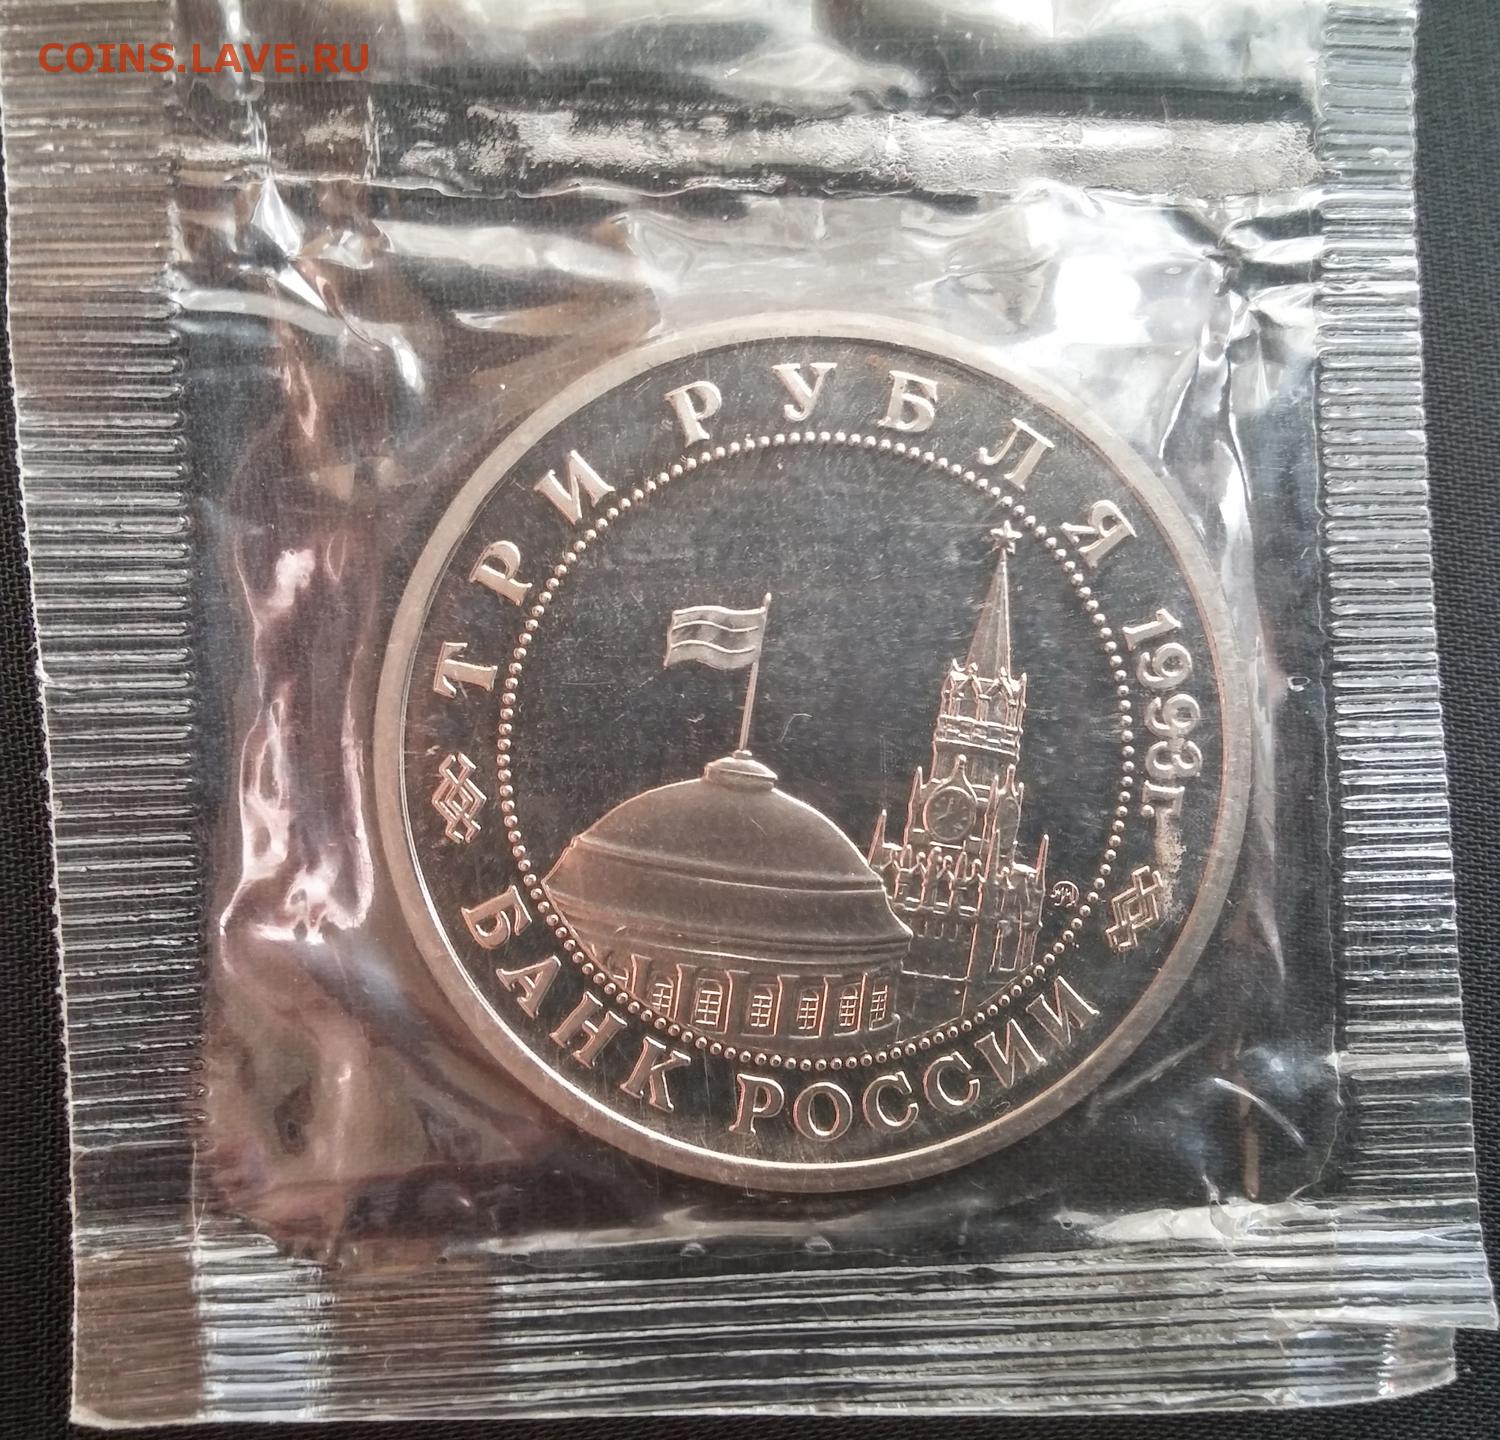 COINS.LAVE.RU
ТРИ РУБЛЯ 1993г.
БАНК РОССИИ